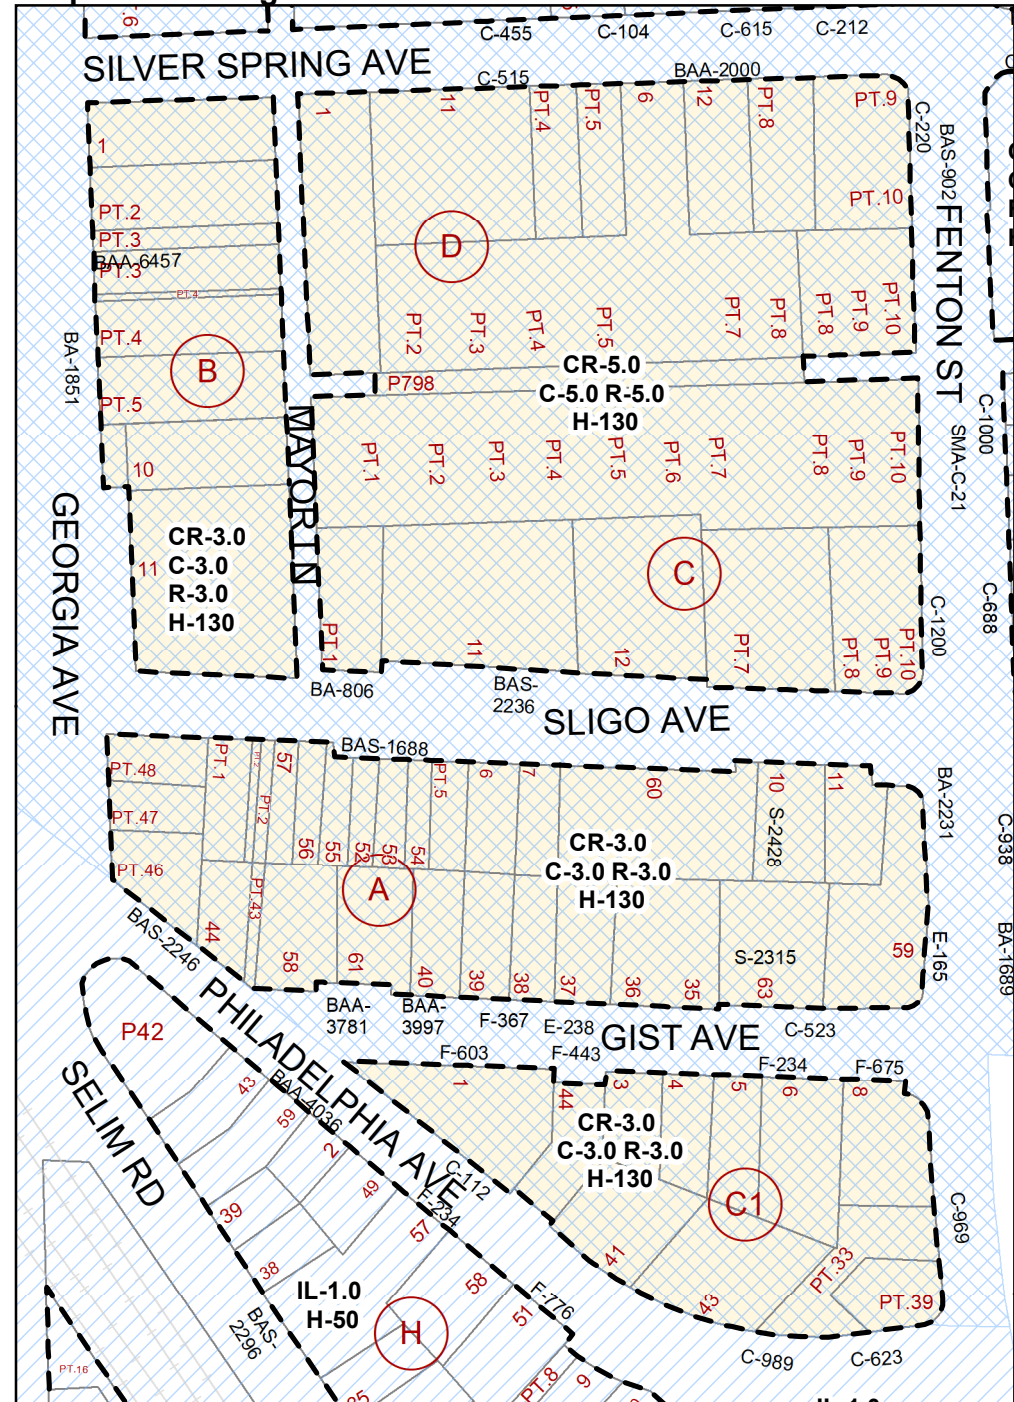 .6
C-455
C-104
C-615
C-212
SILVER SPRING AVE
C-515
BAA-2000
1
PT.2
PT.3
BAA-6457
PT.3
PT.4
PT.4
PT.5
10
11
B
CR-3.0
C-3.0
R-3.0
H-130
BA-1851
GEORGIA AVE
MAYOR LN
1
11
PT.4
PT.5
6
12
PT.8
PT.9
PT.10
D
PT.2
PT.3
PT.4
PT.5
PT.7
PT.8
PT.8
PT.9
PT.10
P798
CR-5.0
C-5.0 R-5.0
H-130
C-220
BAS-902
FENTON ST
C-1000
SMA-C-21
C-688
C-1200
PT.1
PT.2
PT.3
PT.4
PT.5
PT.6
PT.7
PT.8
PT.9
PT.10
C
PT.1
11
12
PT.7
PT.8
PT.9
PT.10
BA-806
BAS-
2236
SLIGO AVE
BAS-1688
PT.48
PT.47
PT.46
PT.1
PT.2
PT.2
57
56
55
52
53
54
PT.5
6
7
60
10
11
S-2428
BA-2231
C-938
CR-3.0
C-3.0 R-3.0
H-130
A
44
PT.43
58
61
40
39
38
37
36
35
S-2315
63
59
E-165
BA-1689
BAS-2246
BAA-
3781
BAA-
3997
F-367
E-238
GIST AVE
C-523
PHILADELPHIA AVE
F-603
F-443
F-234
F-675
P42
SELIM RD
43
BAA-4036
59
2
49
39
38
C-112
F-234
57
58
51
F-776
1
44
3
4
5
6
8
CR-3.0
C-3.0 R-3.0
H-130
C1
41
43
PT.33
PT.39
C-969
C-989
C-623
IL-1.0
H-50
H
BAS-
2296
PT.16
PT.8
9